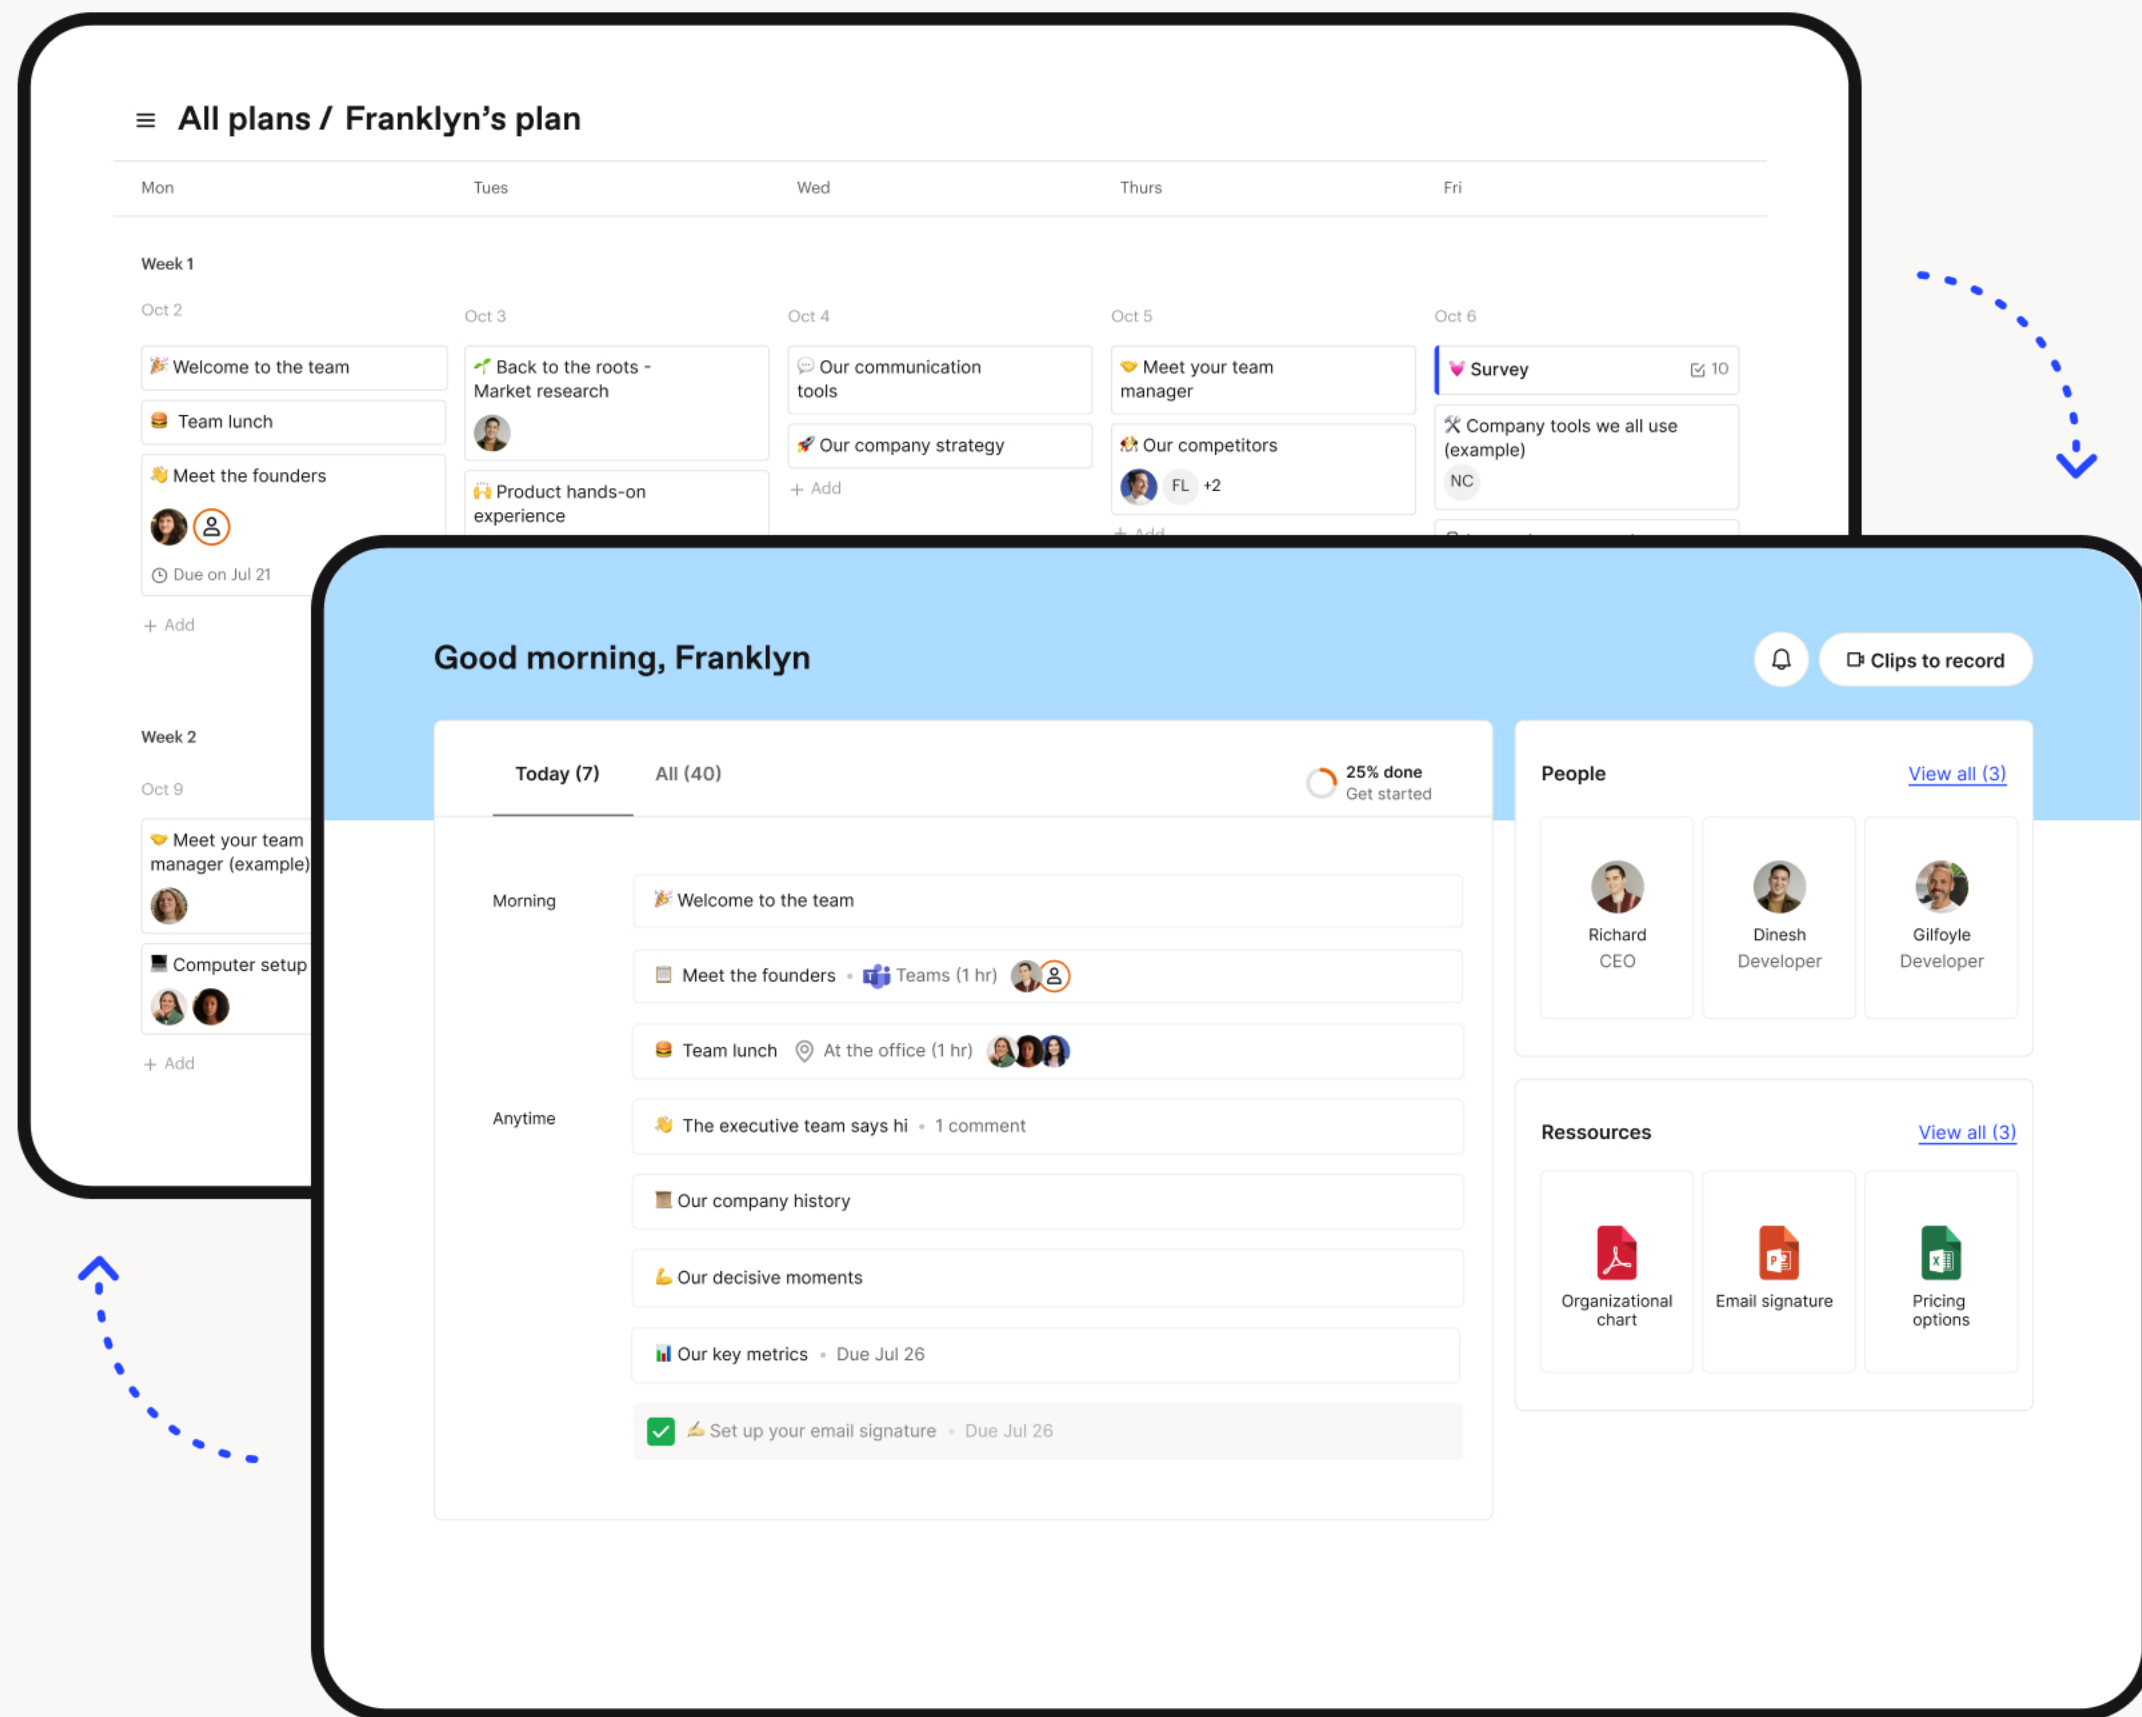 All plans / Franklyn's plan
Mon Tues Wed Thurs Fri
Week 1
Oct 2
Oct 3
Oct 4
Oct 5
Oct 6
🎉 Welcome to the team
🍔 Team lunch
👋 Meet the founders
Due on Jul 21
+ Add
🌱 Back to the roots -
Market research
🙌 Product hands-on
experience
💬 Our communication
tools
🚀 Our company strategy
+ Add
🤝 Meet your team
manager
Our competitors
FL +2
+ Add
💓 Survey 10
🛠 Company tools we all use
(example)
NC
Week 2
Oct 9
🤝 Meet your team
manager (example)
💻 Computer setup
+ Add
Good morning, Franklyn
Clips to record
Today (7) All (40)
25% done
Get started
Morning
🎉 Welcome to the team
📋 Meet the founders • Teams (1 hr)
🍔 Team lunch At the office (1 hr)
Anytime
👋 The executive team says hi • 1 comment
📜 Our company history
💪 Our decisive moments
📊 Our key metrics • Due Jul 26
✍ Set up your email signature • Due Jul 26
People View all (3)
Richard
CEO
Dinesh
Developer
Gilfoyle
Developer
Ressources View all (3)
Organizational
chart
Email signature
Pricing
options